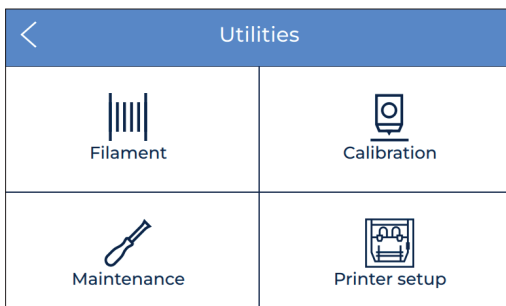 Utilities
Filament
Calibration
Maintenance
Printer setup